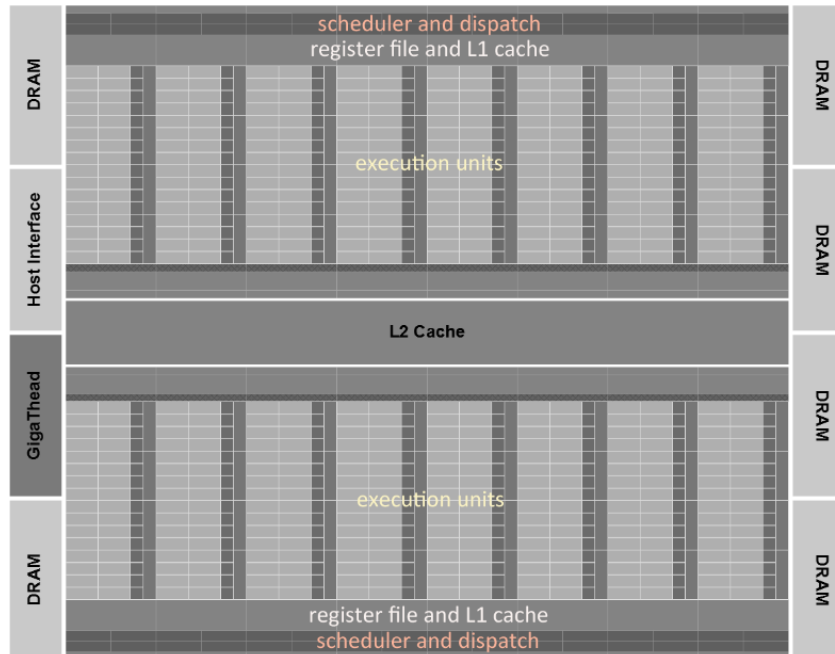 scheduler and dispatch
register file and L1 cache
DRAM
DRAM
execution units
Host Interface
DRAM
L2 Cache
GigaThead
DRAM
execution units
DRAM
DRAM
register file and L1 cache
scheduler and dispatch